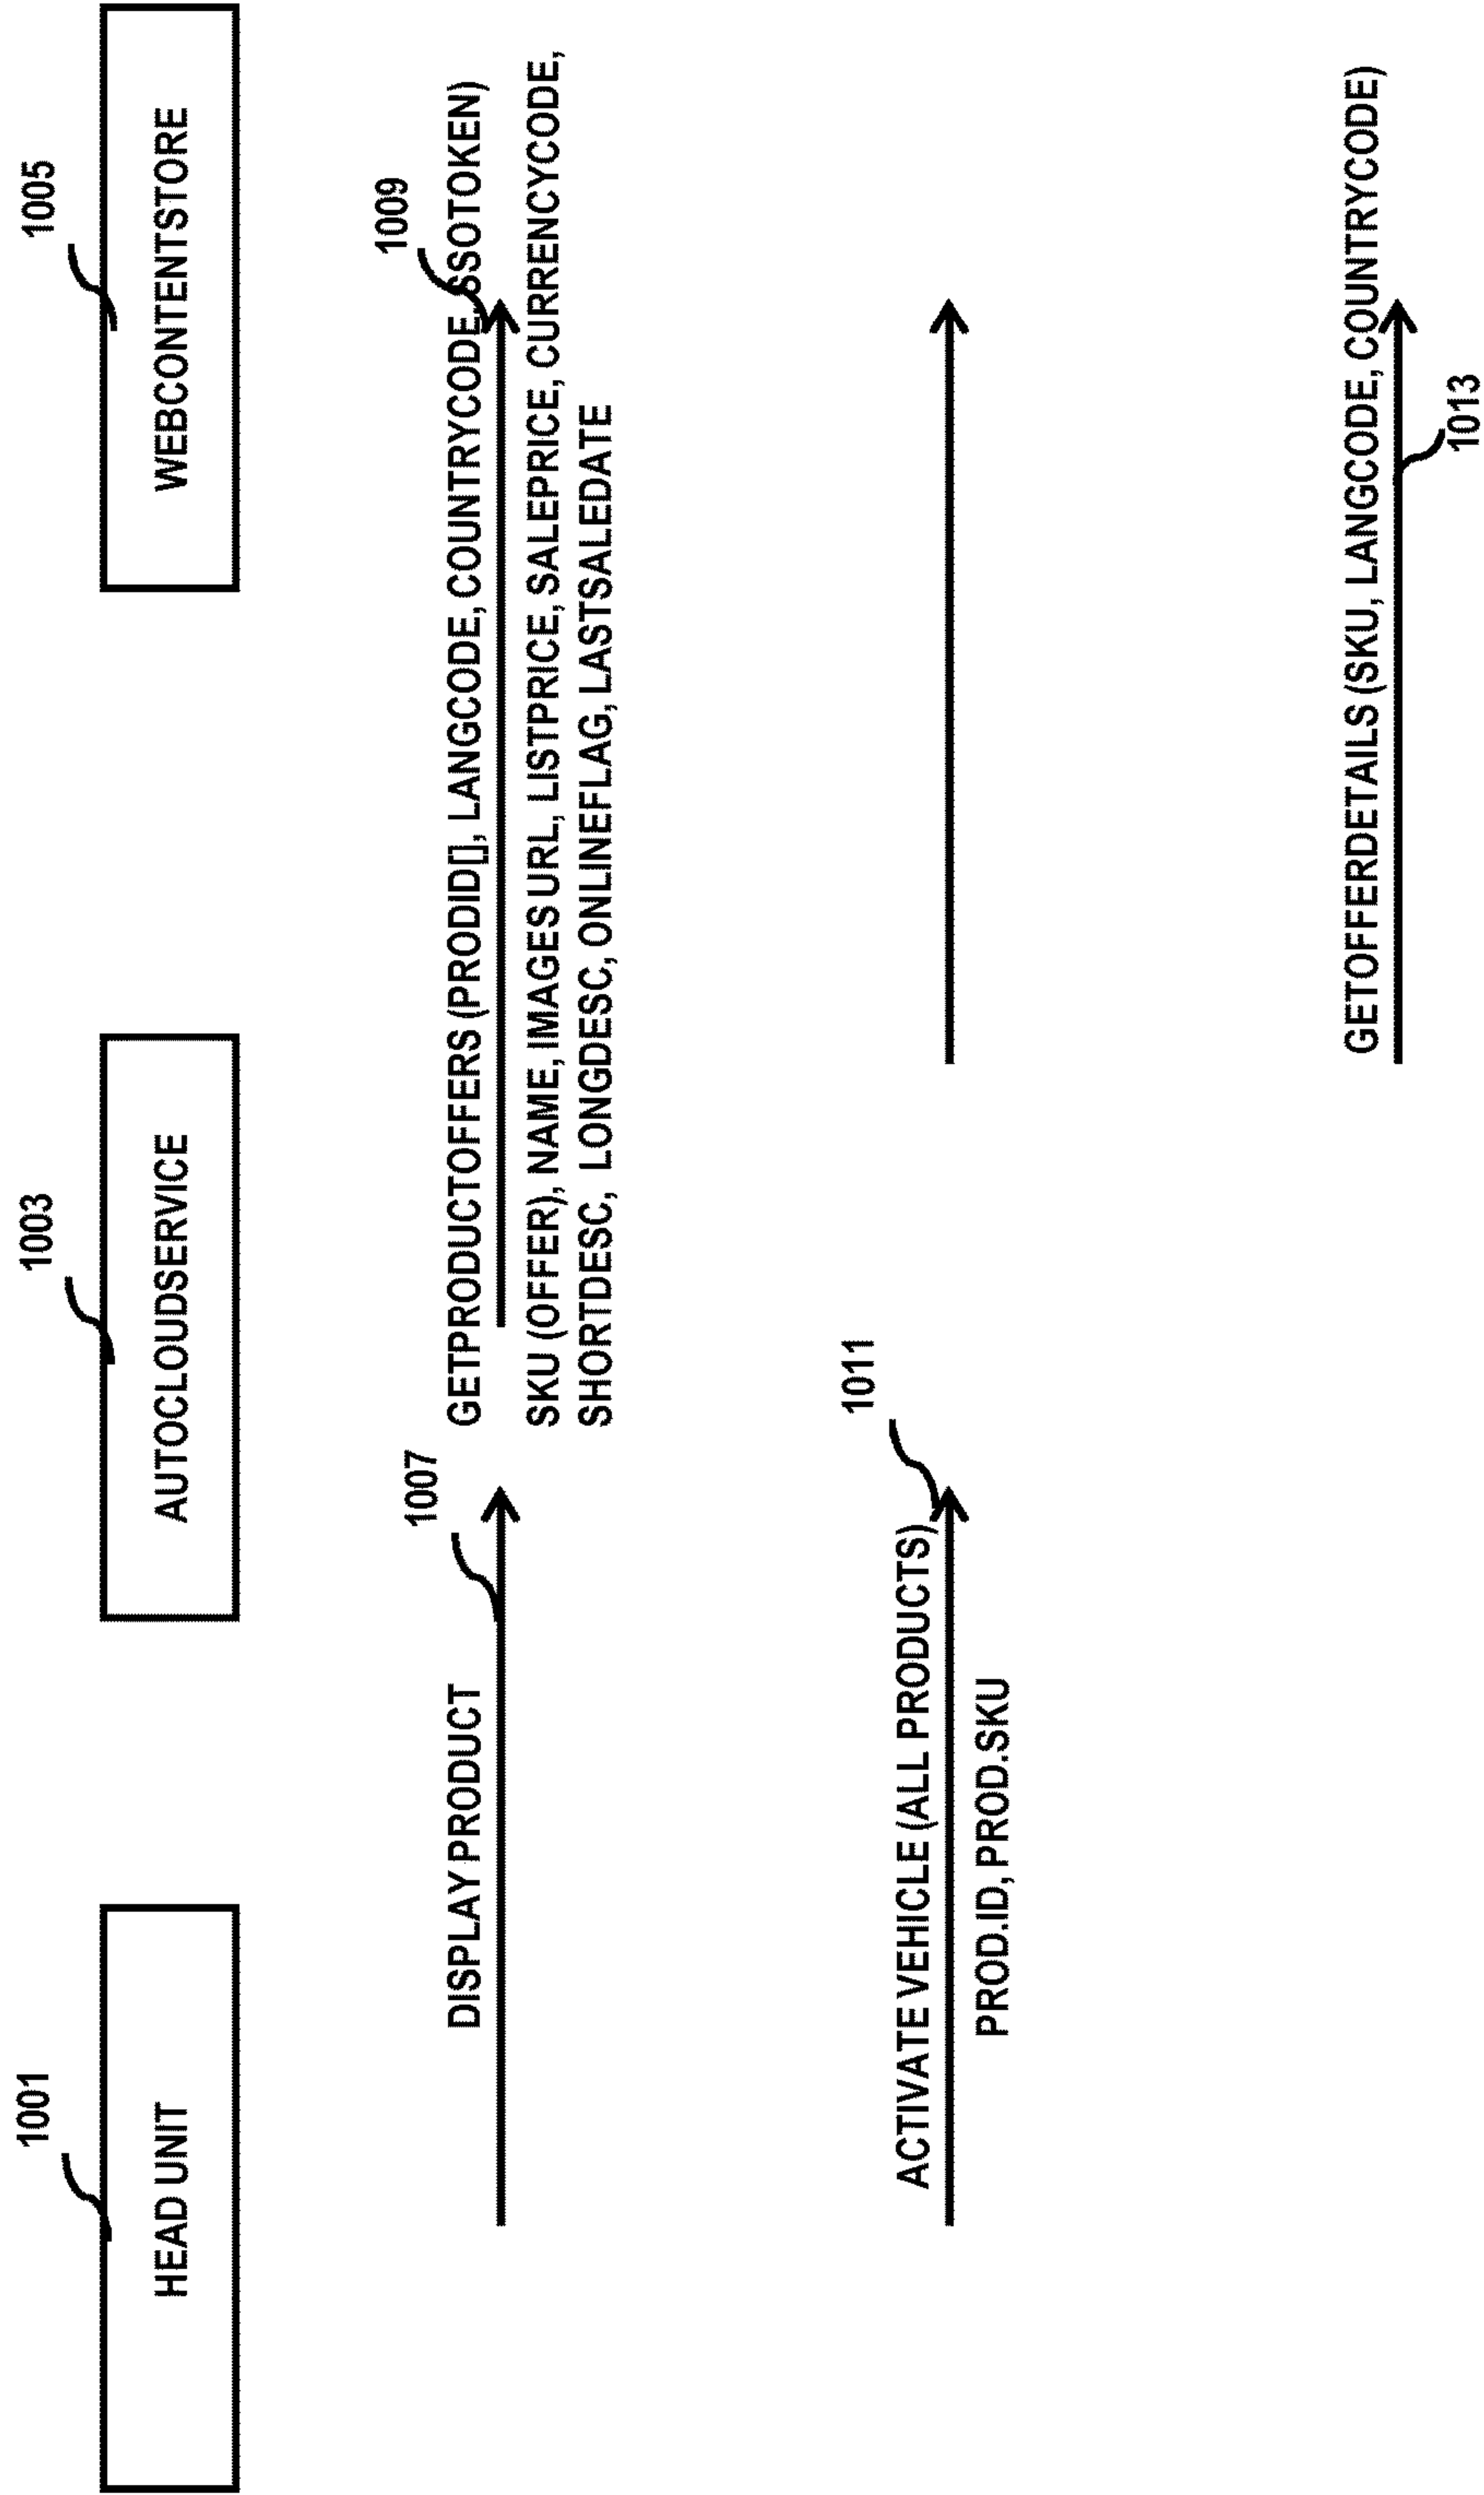 1001
HEAD UNIT
1003
AUTOCLOUDSERVICE
1005
WEBCONTENTSTORE
1007
DISPLAY PRODUCT
1009
GETPRODUCTOFFERS (PRODID[], LANGCODE, COUNTRYCODE, SSOTOKEN)
SKU (OFFER), NAME, IMAGES URL, LISTPRICE, SALEPRICE, CURRENCYCODE,
SHORTDESC, LONGDESC, ONLINEFLAG, LASTSALEDATE
1011
ACTIVATE VEHICLE (ALL PRODUCTS)
PROD.ID, PROD.SKU
GETOFFERDETAILS (SKU, LANGCODE, COUNTRYCODE)
1013